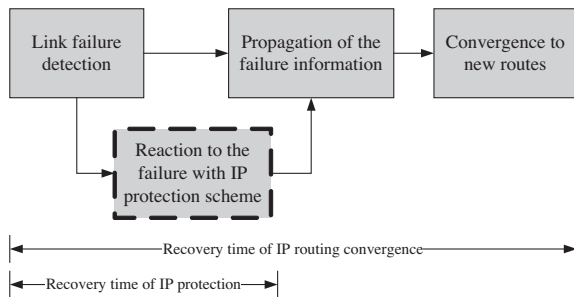 Link failure
detection
Propagation of the
failure information
Convergence to
new routes
Reaction to the
failure with IP
protection scheme
Recovery time of IP routing convergence
Recovery time of IP protection